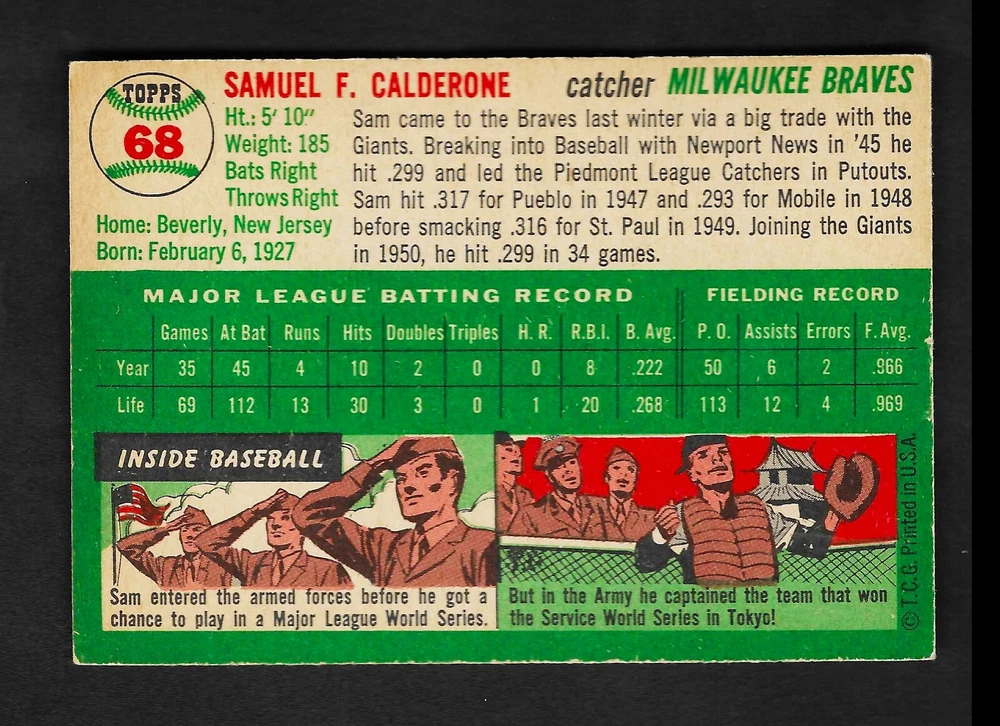 TOPPS
68
SAMUEL F. CALDERONE catcher MILWAUKEE BRAVES
Ht.: 5' 10"
Weight: 185
Bats Right
Throws Right
Home: Beverly, New Jersey
Born: February 6, 1927
Sam came to the Braves last winter via a big trade with the
Giants. Breaking into Baseball with Newport News in '45 he
hit .299 and led the Piedmont League Catchers in Putouts.
Sam hit .317 for Pueblo in 1947 and .293 for Mobile in 1948
before smacking .316 for St. Paul in 1949. Joining the Giants
in 1950, he hit .299 in 34 games.
MAJOR LEAGUE BATTING RECORD FIELDING RECORD
Games At Bat Runs Hits Doubles Triples H. R. R.B.I. B. Avg. P. O. Assists Errors F. Avg.
Year 35 45 4 10 2 0 0 8 .222 50 6 2 .966
Life 69 112 13 30 3 0 1 20 .268 113 12 4 .969
INSIDE BASEBALL
Sam entered the armed forces before he got a
chance to play in a Major League World Series.
But in the Army he captained the team that won
the Service World Series in Tokyo!
© T.C.G. Printed in U.S.A.